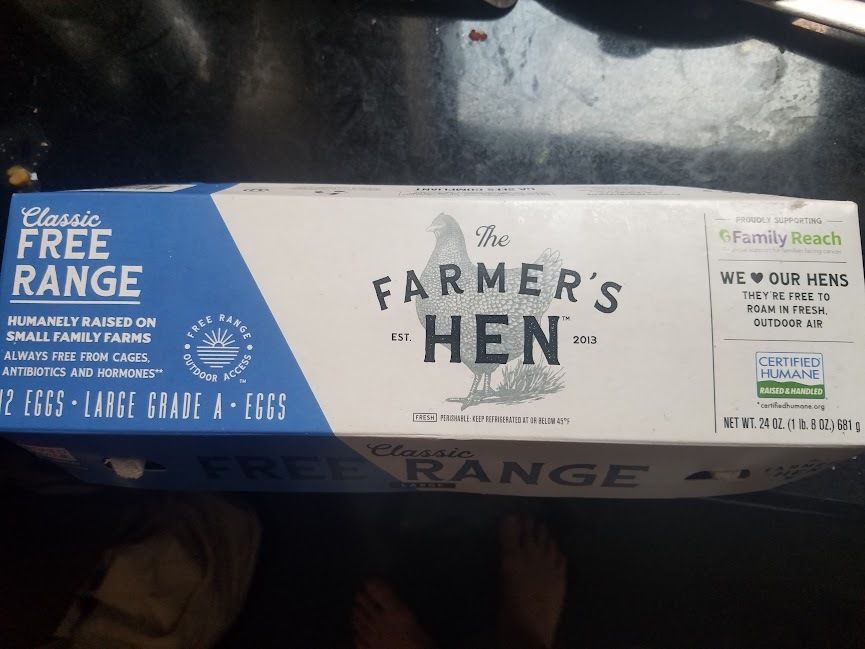 Classic
FREE
RANGE
HUMANELY RAISED ON
SMALL FAMILY FARMS
ALWAYS FREE FROM CAGES,
ANTIBIOTICS AND HORMONES**
FREE RANGE
OUTDOOR ACCESS
TM
12 EGGS • LARGE GRADE A • EGGS
The
FARMER'S
EST. HEN™ 2013
FRESH PERISHABLE: KEEP REFRIGERATED AT OR BELOW 45°F
PROUDLY SUPPORTING
Family Reach
WE ♥ OUR HENS
THEY'RE FREE TO
ROAM IN FRESH,
OUTDOOR AIR
CERTIFIED
HUMANE
RAISED & HANDLED
*certifiedhumane.org
NET WT. 24 OZ. (1 lb. 8 OZ.) 681 g
Classic
FREE RANGE
LARGE